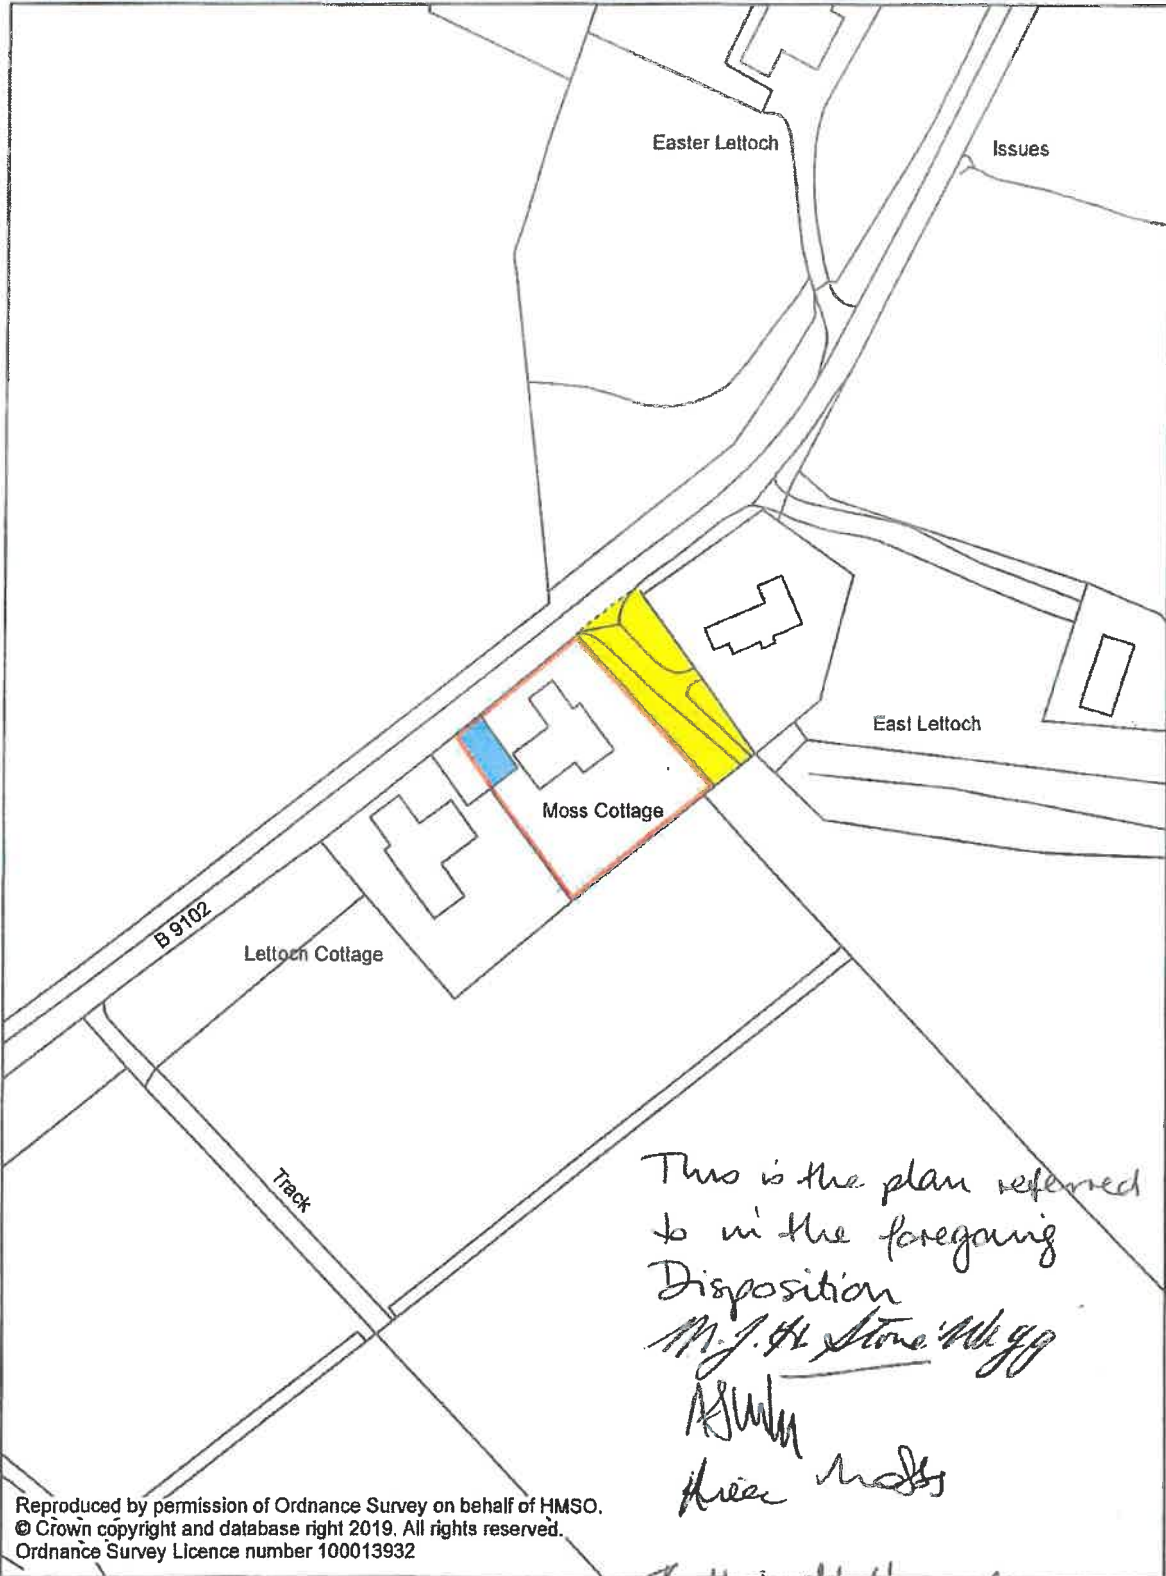 Easter Lettoch
Issues
East Lettoch
Moss Cottage
B 9102
Lettoch Cottage
Track
This is the plan referred
to in the foregoing
Disposition
M.J.H. Stone Wigg
Reproduced by permission of Ordnance Survey on behalf of HMSO.
© Crown copyright and database right 2019. All rights reserved.
Ordnance Survey Licence number 100013932